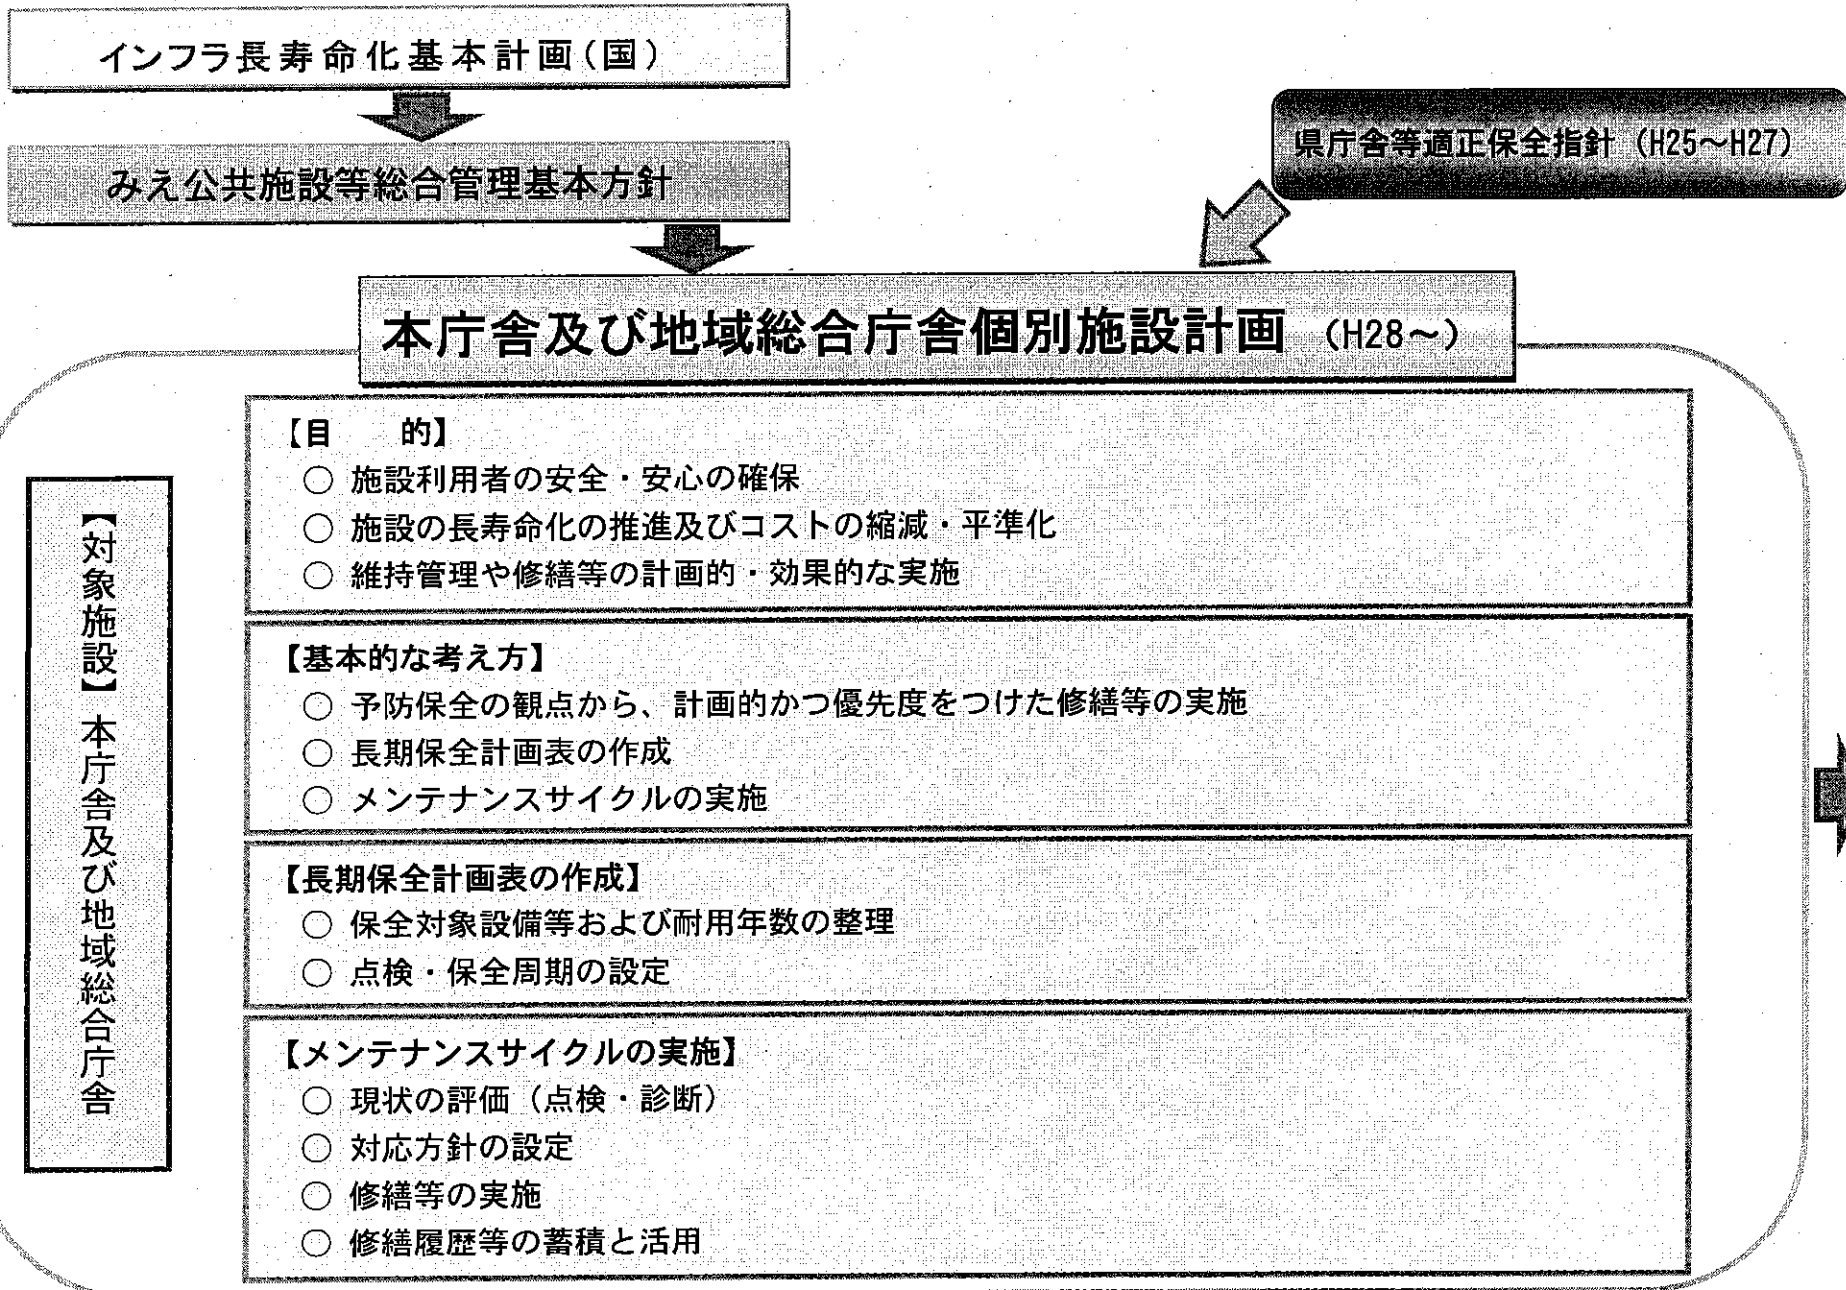 インフラ長寿命化基本計画（国）
みえ公共施設等総合管理基本方針
県庁舎等適正保全指針（H25～H27）
本庁舎及び地域総合庁舎個別施設計画（H28～）
【対象施設】本庁舎及び地域総合庁舎
【目　　的】
○ 施設利用者の安全・安心の確保
○ 施設の長寿命化の推進及びコストの縮減・平準化
○ 維持管理や修繕等の計画的・効果的な実施
【基本的な考え方】
○ 予防保全の観点から、計画的かつ優先度をつけた修繕等の実施
○ 長期保全計画表の作成
○ メンテナンスサイクルの実施
【長期保全計画表の作成】
○ 保全対象設備等および耐用年数の整理
○ 点検・保全周期の設定
【メンテナンスサイクルの実施】
○ 現状の評価（点検・診断）
○ 対応方針の設定
○ 修繕等の実施
○ 修繕履歴等の蓄積と活用